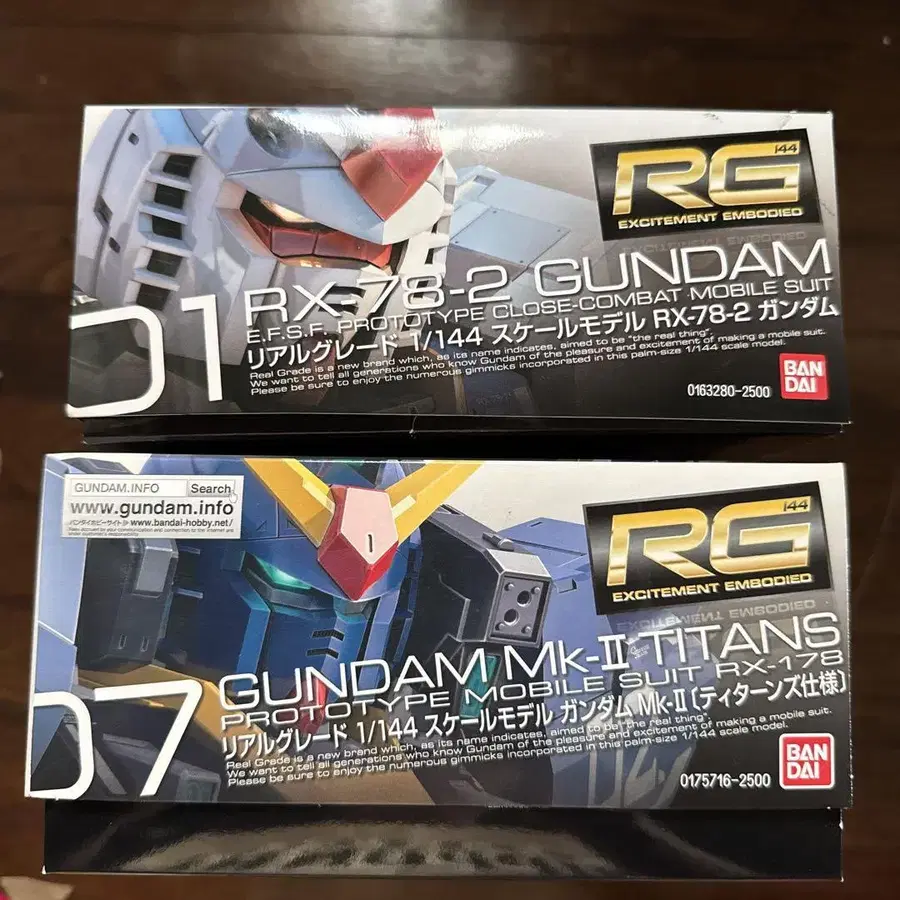 144
RG
EXCITEMENT EMBODIED
RX-78-2 GUNDAM
E.F.S.F. PROTOTYPE CLOSE-COMBAT MOBILE SUIT
01
リアルグレード 1/144 スケールモデル RX-78-2 ガンダム
Real Grade is a new brand which, as its name indicates, aimed to be "the real thing".
We want to tell all generations who know Gundam of the pleasure and excitement of making a mobile suit.
Please be sure to enjoy the numerous gimmicks incorporated in this palm-size 1/144 scale model.
0163280-2500
BAN
DAI
GUNDAM.INFO Search
www.gundam.info
バンダイホビーサイト www.bandai-hobby.net/
144
RG
EXCITEMENT EMBODIED
GUNDAM Mk-II TITANS
PROTOTYPE MOBILE SUIT RX-178
07
リアルグレード 1/144 スケールモデル ガンダム Mk-II〔ティターンズ仕様〕
Real Grade is a new brand which, as its name indicates, aimed to be "the real thing".
We want to tell all generations who know Gundam of the pleasure and excitement of making a mobile suit.
Please be sure to enjoy the numerous gimmicks incorporated in this palm-size 1/144 scale model.
0175716-2500
BAN
DAI